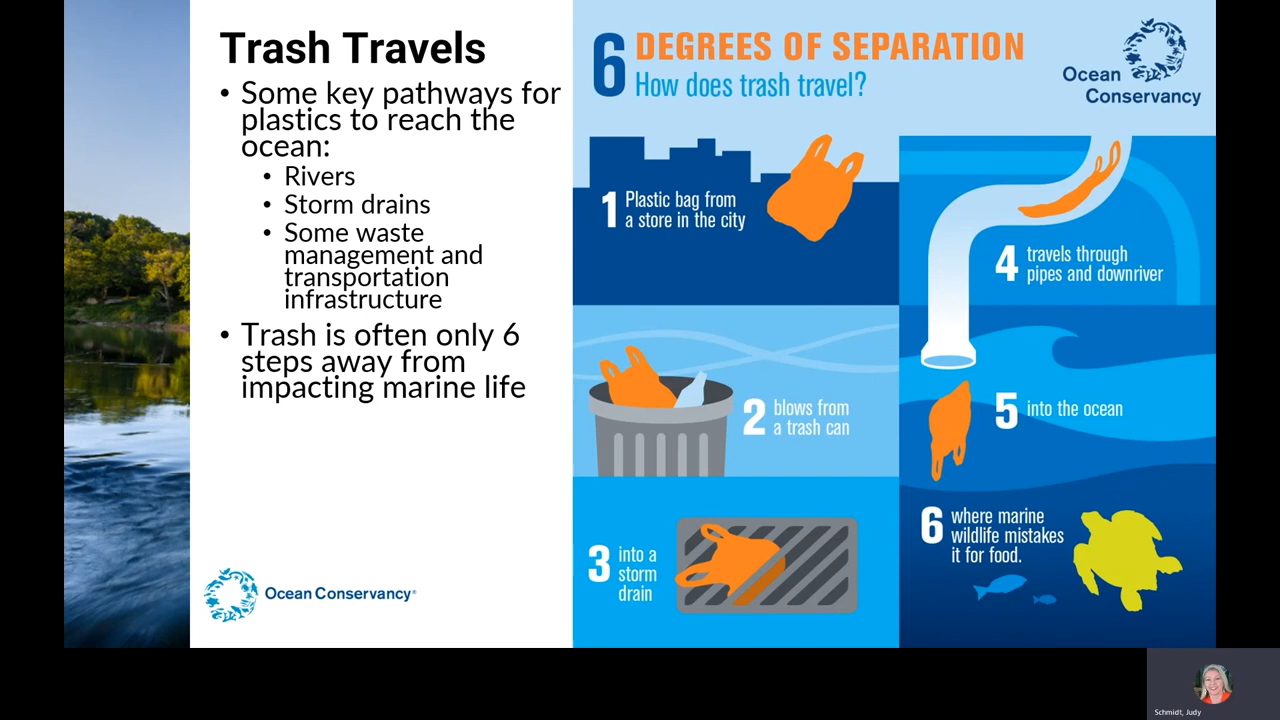 Trash Travels
• Some key pathways for
plastics to reach the
ocean:
• Rivers
• Storm drains
• Some waste
management and
transportation
infrastructure
• Trash is often only 6
steps away from
impacting marine life
Ocean Conservancy®
6 DEGREES OF SEPARATION
How does trash travel?
Ocean
Conservancy
1 Plastic bag from
a store in the city
2 blows from
a trash can
3 into a
storm
drain
4 travels through
pipes and downriver
5 into the ocean
6 where marine
wildlife mistakes
it for food.
Schmidt, Judy